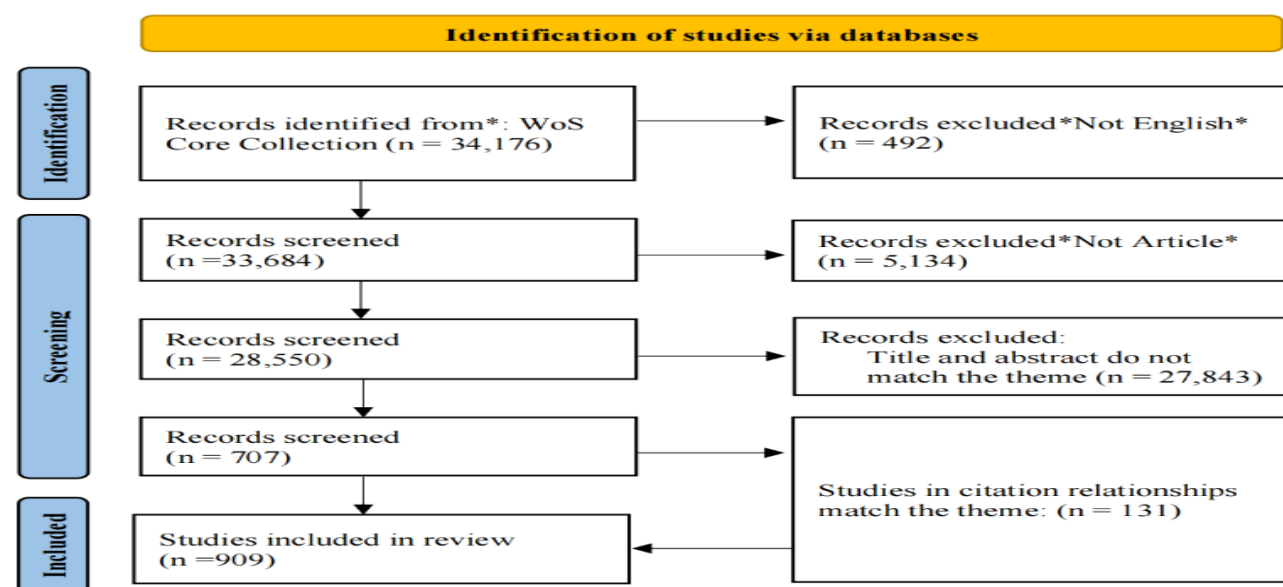 Identification of studies via databases
Identification
Records identified from*: WoS
Core Collection (n = 34,176)
Records excluded*Not English*
(n = 492)
Screening
Records screened
(n =33,684)
Records excluded*Not Article*
(n = 5,134)
Records screened
(n = 28,550)
Records excluded:
Title and abstract do not
match the theme (n = 27,843)
Records screened
(n = 707)
Studies in citation relationships
match the theme: (n = 131)
Included
Studies included in review
(n =909)